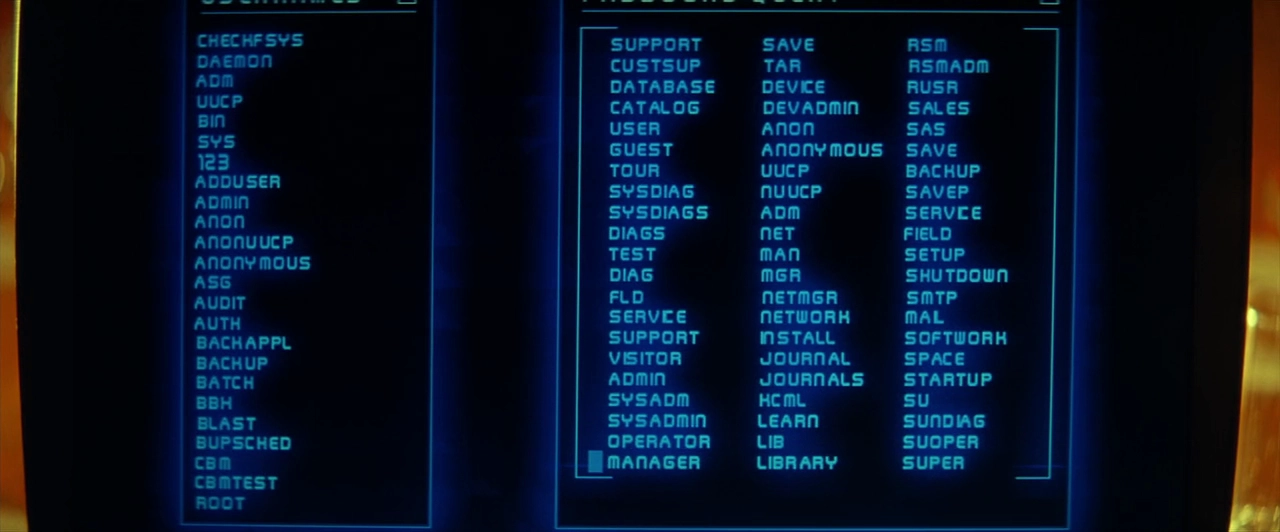 CHECKFSYS
DAEMON
ADM
UUCP
BIN
SYS
123
ADDUSER
ADMIN
ANON
ANONUUCP
ANONYMOUS
ASG
AUDIT
AUTH
BACKAPPL
BACKUP
BATCH
BBH
BLAST
BUPSCHED
CBM
CBMTEST
ROOT
SUPPORT SAVE RSM
CUSTSUP TAR RSMADM
DATABASE DEVICE RUSR
CATALOG DEVADMIN SALES
USER ANON SAS
GUEST ANONYMOUS SAVE
TOUR UUCP BACKUP
SYSDIAG NUUCP SAVEP
SYSDIAGS ADM SERVICE
DIAGS NET FIELD
TEST MAN SETUP
DIAG MGR SHUTDOWN
FLD NETMGR SMTP
SERVICE NETWORK MAIL
SUPPORT INSTALL SOFTWORK
VISITOR JOURNAL SPACE
ADMIN JOURNALS STARTUP
SYSADM KCML SU
SYSADMIN LEARN SUNDIAG
OPERATOR LIB SUOPER
MANAGER LIBRARY SUPER